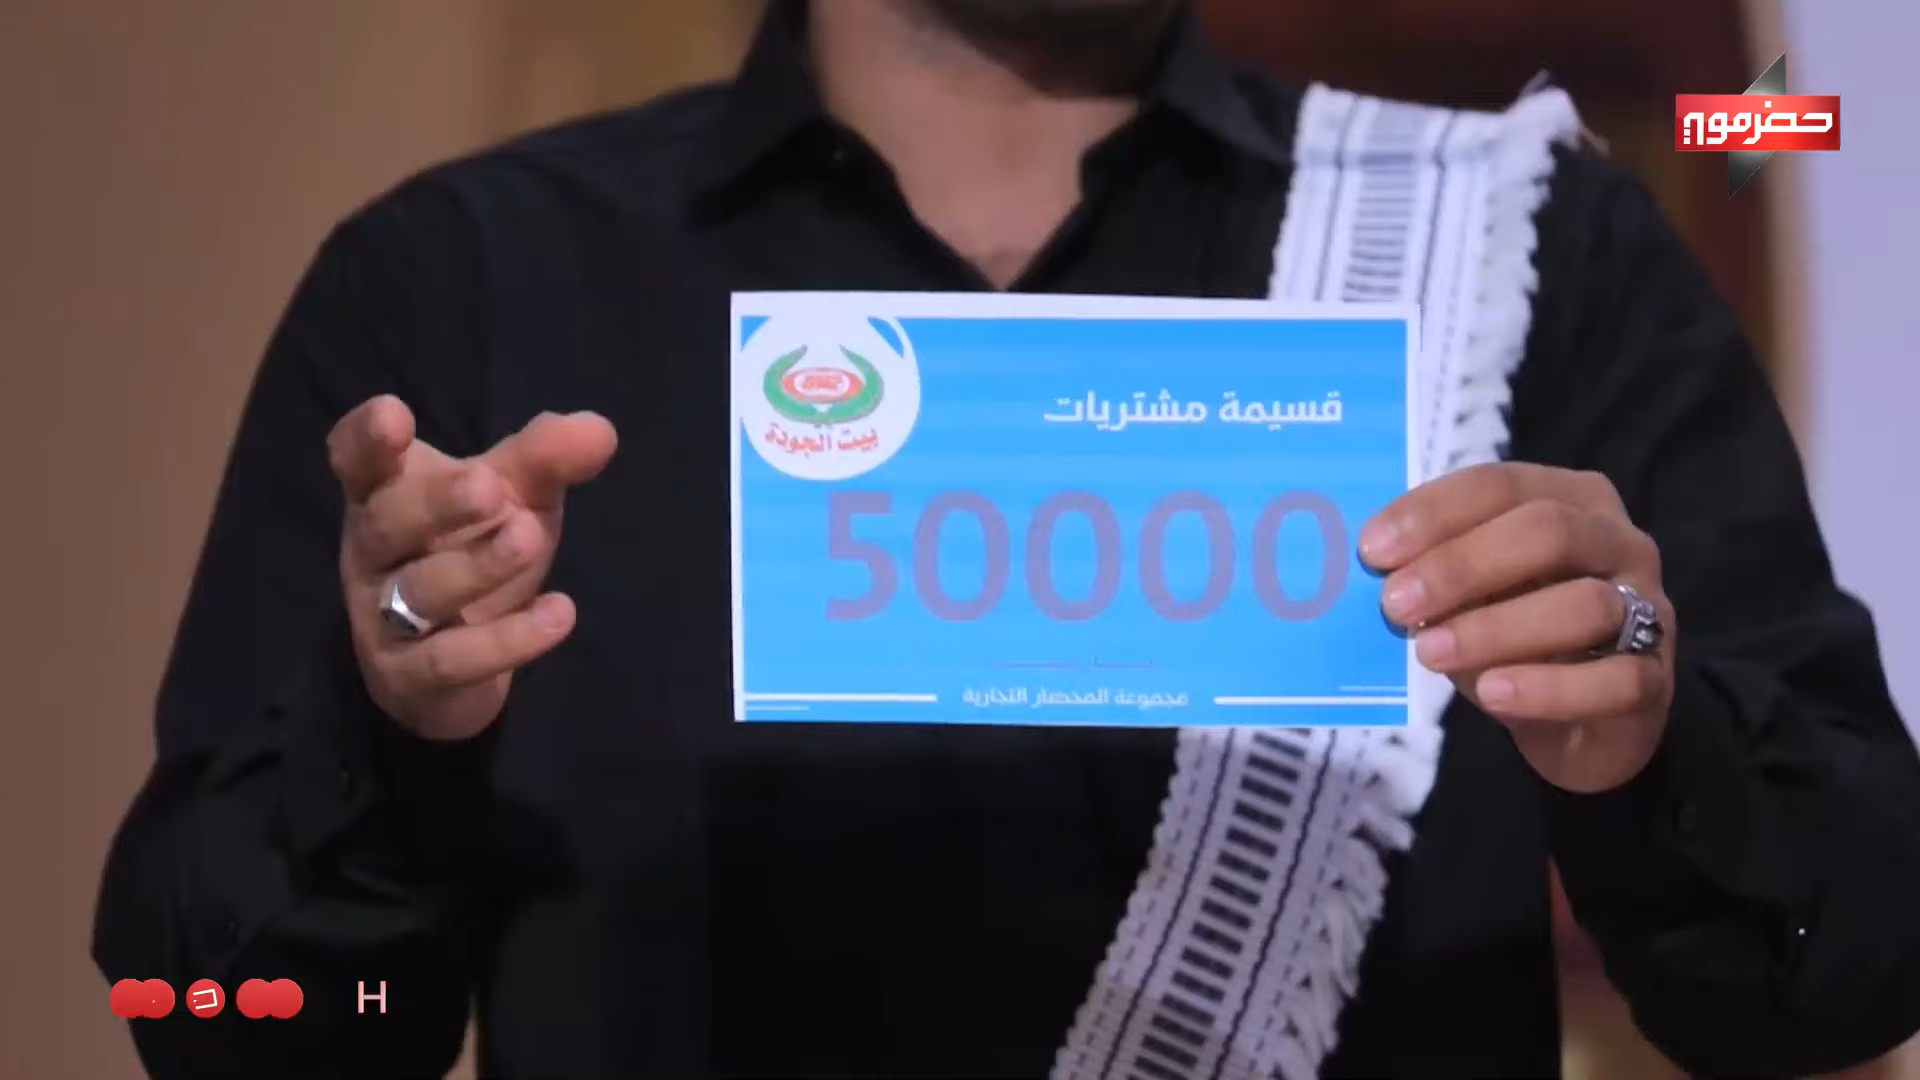 حضرموت
قسيمة مشتريات
بيت الجودة
50000
مجموعة المحضار التجارية
H